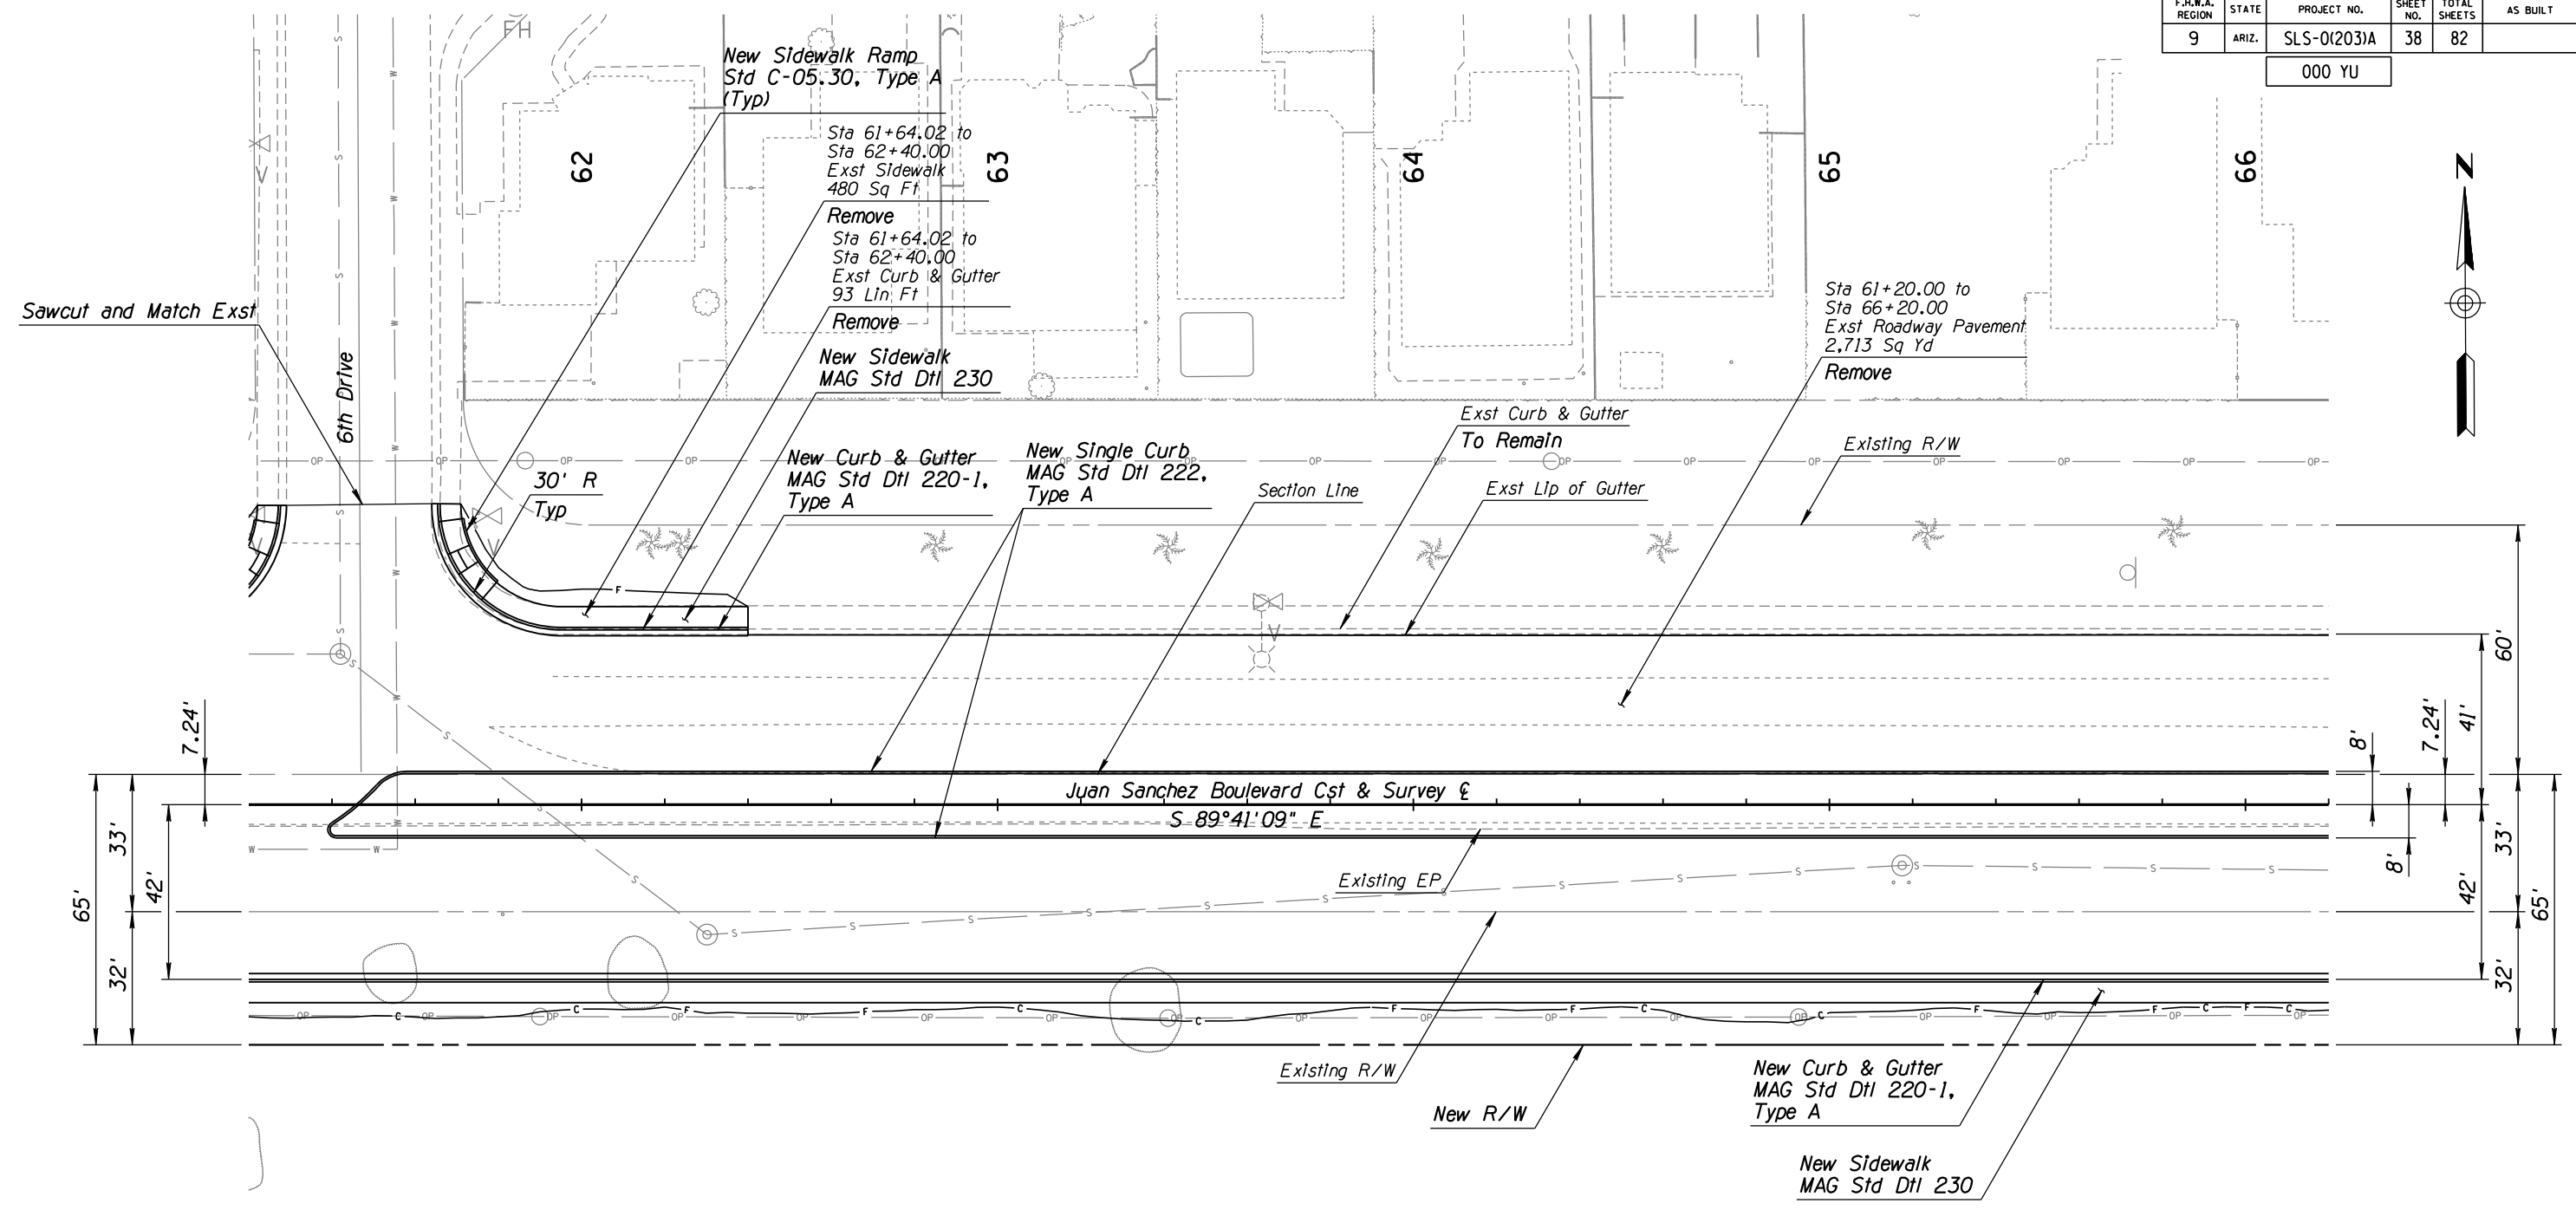 F.H.W.A. REGION
STATE
PROJECT NO.
SHEET NO.
TOTAL SHEETS
AS BUILT
9
ARIZ.
SLS-0(203)A
38
82
000 YU
FH
N
New Sidewalk Ramp
Std C-05.30, Type A
(Typ)
Sta 61+64.02 to
Sta 62+40.00
Exst Sidewalk
480 Sq Ft
Remove
Sta 61+64.02 to
Sta 62+40.00
Exst Curb & Gutter
93 Lin Ft
Remove
New Sidewalk
MAG Std Dtl 230
62
63
64
65
66
Sta 61+20.00 to
Sta 66+20.00
Exst Roadway Pavement
2,713 Sq Yd
Remove
Sawcut and Match Exst
6th Drive
30' R
Typ
New Curb & Gutter
MAG Std Dtl 220-1,
Type A
New Single Curb
MAG Std Dtl 222,
Type A
Section Line
Exst Curb & Gutter
To Remain
Exst Lip of Gutter
Existing R/W
7.24'
65'
33'
32'
42'
Juan Sanchez Boulevard Cst & Survey ℄
S 89°41'09" E
Existing EP
60'
41'
7.24'
8'
8'
33'
42'
65'
32'
Existing R/W
New R/W
New Curb & Gutter
MAG Std Dtl 220-1,
Type A
New Sidewalk
MAG Std Dtl 230